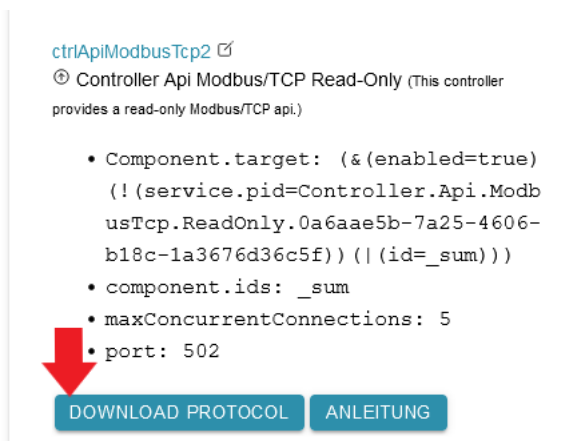 ctrlApiModbusTcp2
Controller Api Modbus/TCP Read-Only (This controller
provides a read-only Modbus/TCP api.)
• Component.target: (&(enabled=true)
(!(service.pid=Controller.Api.Modb
usTcp.ReadOnly.0a6aae5b-7a25-4606-
b18c-1a3676d36c5f))(|(id=_sum)))
• component.ids: _sum
• maxConcurrentConnections: 5
• port: 502
DOWNLOAD PROTOCOL ANLEITUNG